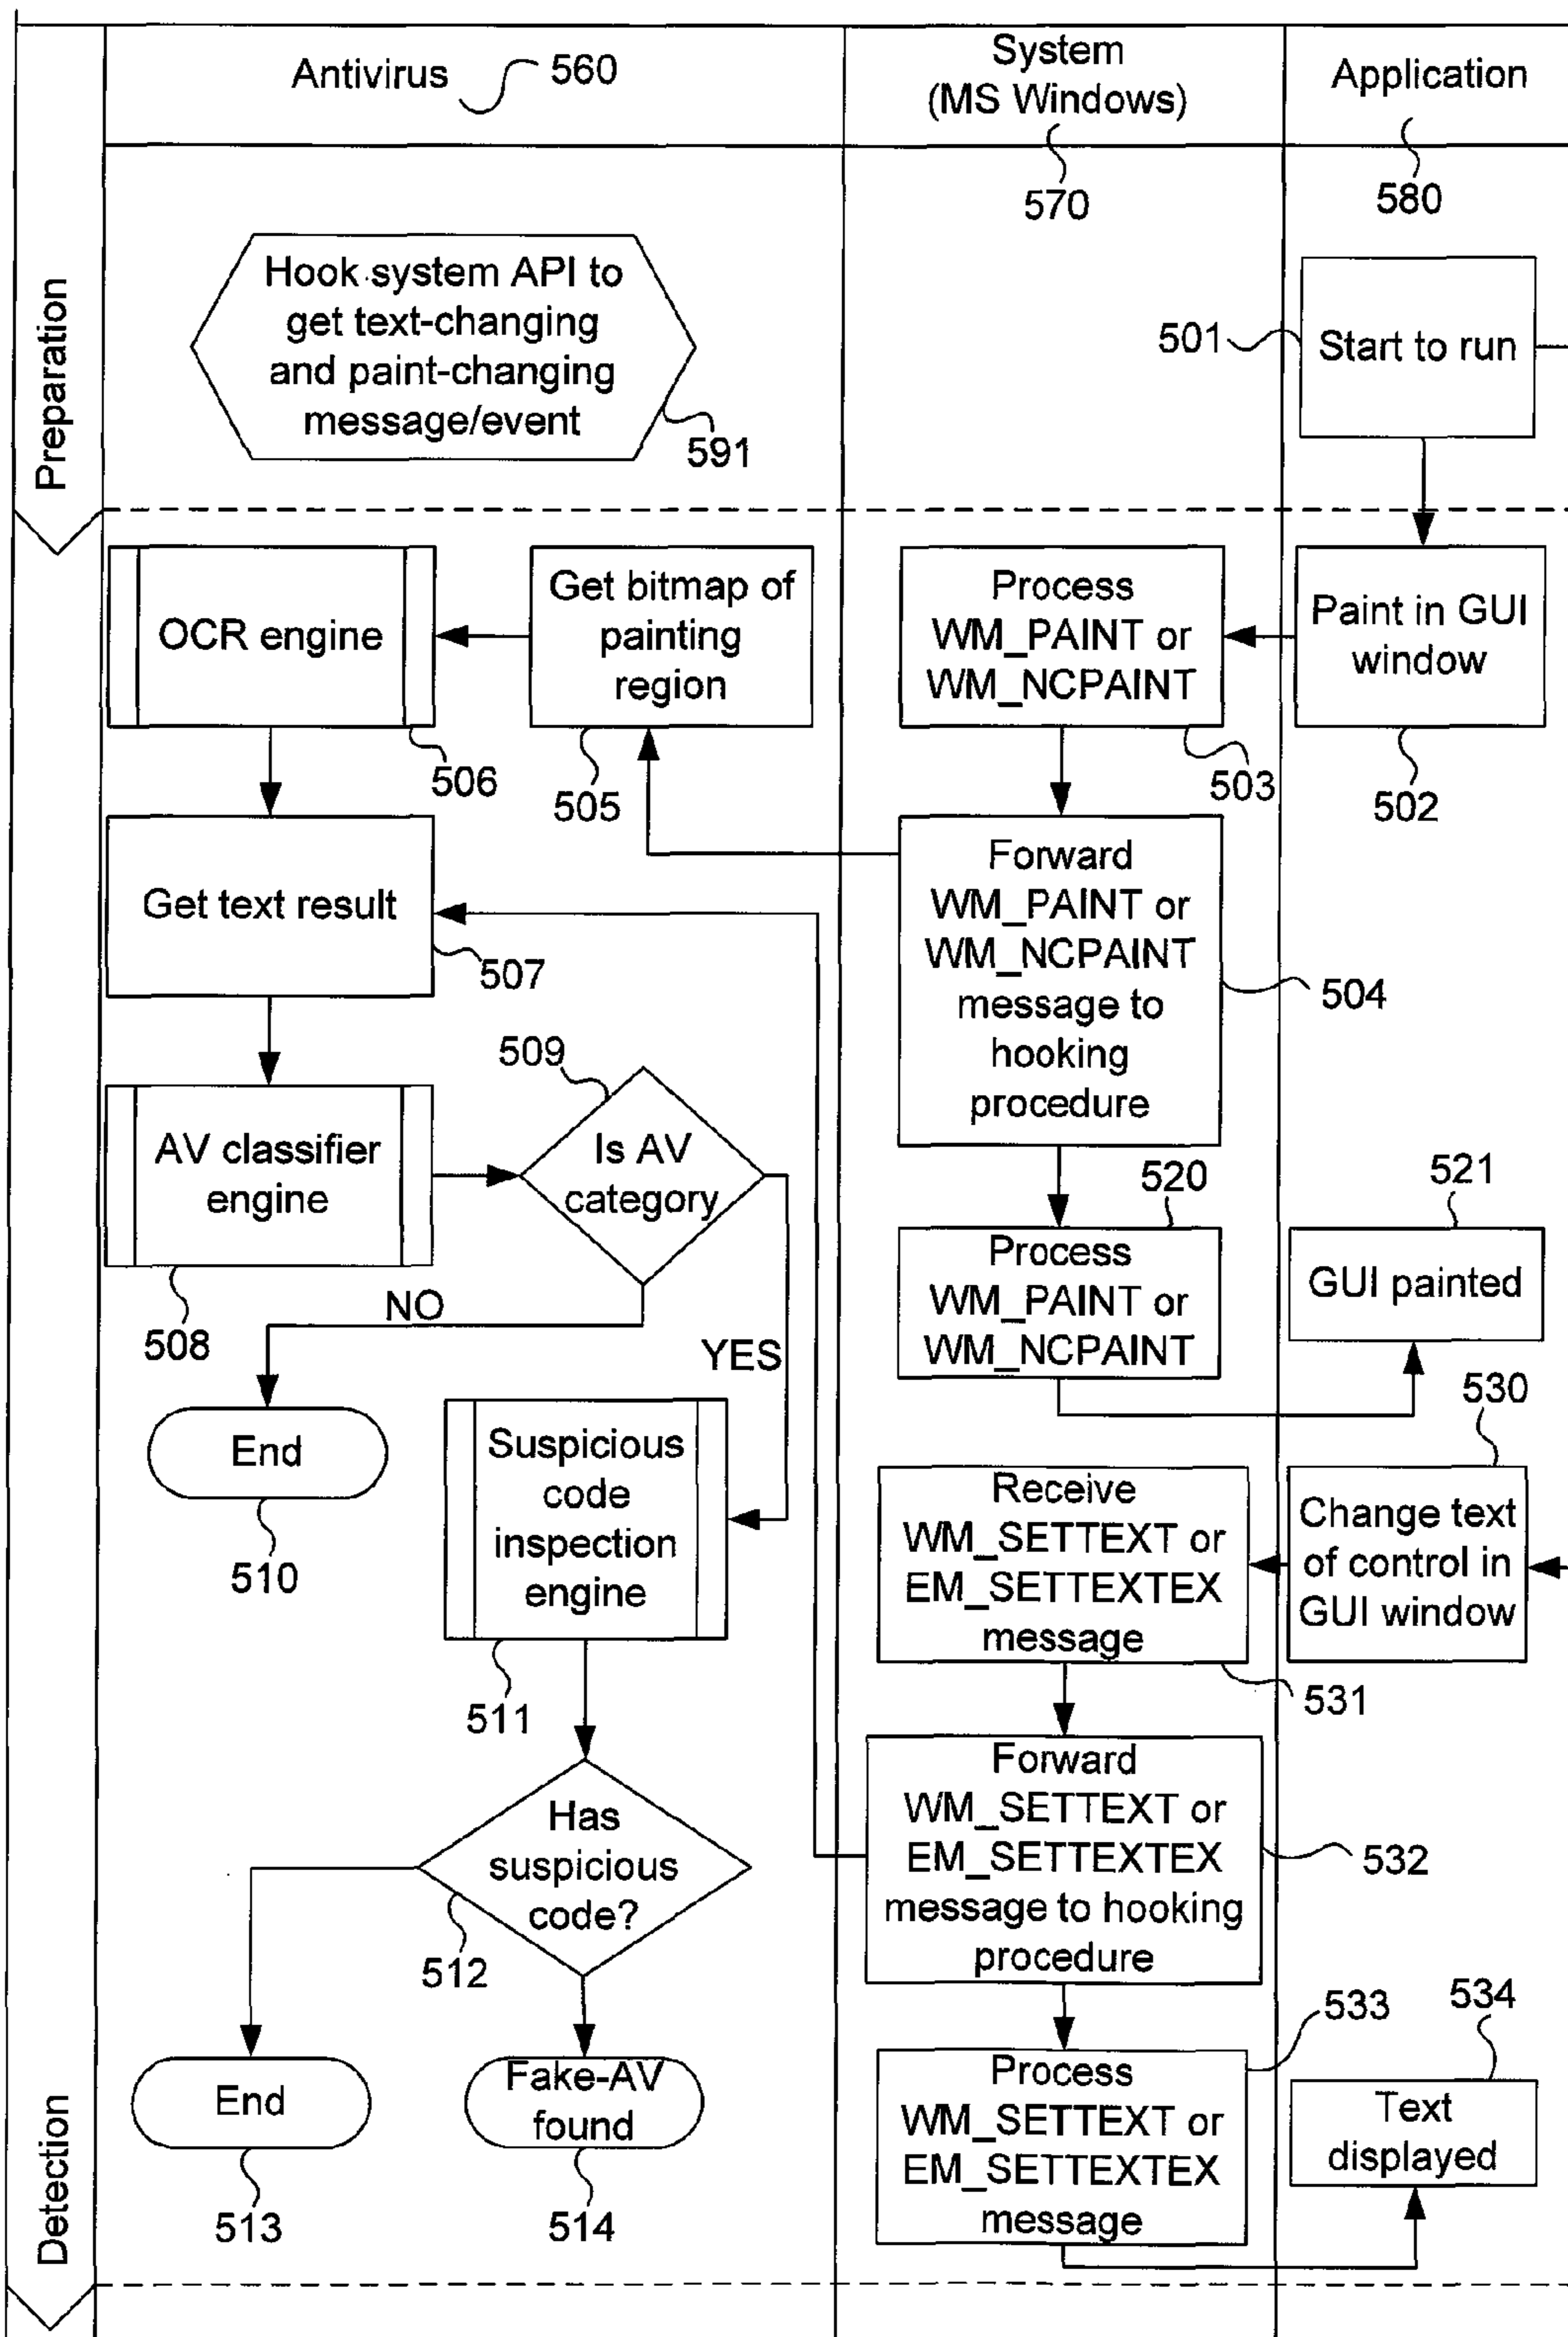 Antivirus
560
System
(MS Windows)
570
Application
580
Preparation
Hook system API to
get text-changing
and paint-changing
message/event
591
501
Start to run
OCR engine
506
Get bitmap of
painting
region
505
Process
WM_PAINT or
WM_NCPAINT
503
Paint in GUI
window
502
Get text result
507
Forward
WM_PAINT or
WM_NCPAINT
message to
hooking
procedure
504
AV classifier
engine
508
509
Is AV
category
NO
YES
End
510
520
Process
WM_PAINT or
WM_NCPAINT
521
GUI painted
Suspicious
code
inspection
engine
511
530
Change text
of control in
GUI window
Receive
WM_SETTEXT or
EM_SETTEXTEX
message
531
Forward
WM_SETTEXT or
EM_SETTEXTEX
message to hooking
procedure
532
Has
suspicious
code?
512
End
513
Fake-AV
found
514
533
Process
WM_SETTEXT or
EM_SETTEXTEX
message
534
Text
displayed
Detection